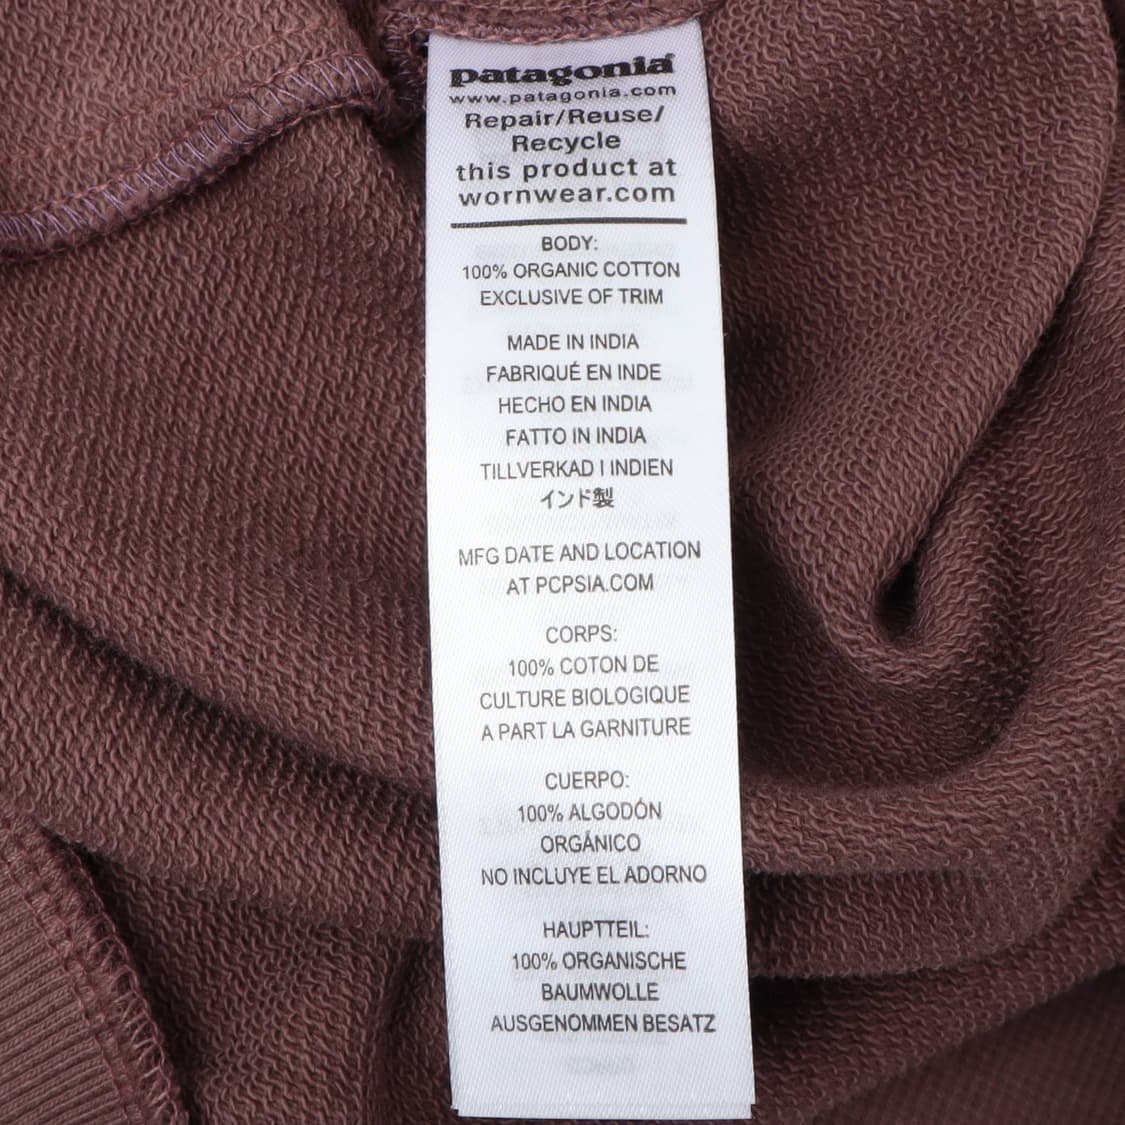 patagonia
www.patagonia.com
Repair/Reuse/
Recycle
this product at
wornwear.com
BODY:
100% ORGANIC COTTON
EXCLUSIVE OF TRIM
MADE IN INDIA
FABRIQUÉ EN INDE
HECHO EN INDIA
FATTO IN INDIA
TILLVERKAD I INDIEN
インド製
MFG DATE AND LOCATION
AT PCPSIA.COM
CORPS:
100% COTON DE
CULTURE BIOLOGIQUE
A PART LA GARNITURE
CUERPO:
100% ALGODÓN
ORGÁNICO
NO INCLUYE EL ADORNO
HAUPTTEIL:
100% ORGANISCHE
BAUMWOLLE
AUSGENOMMEN BESATZ